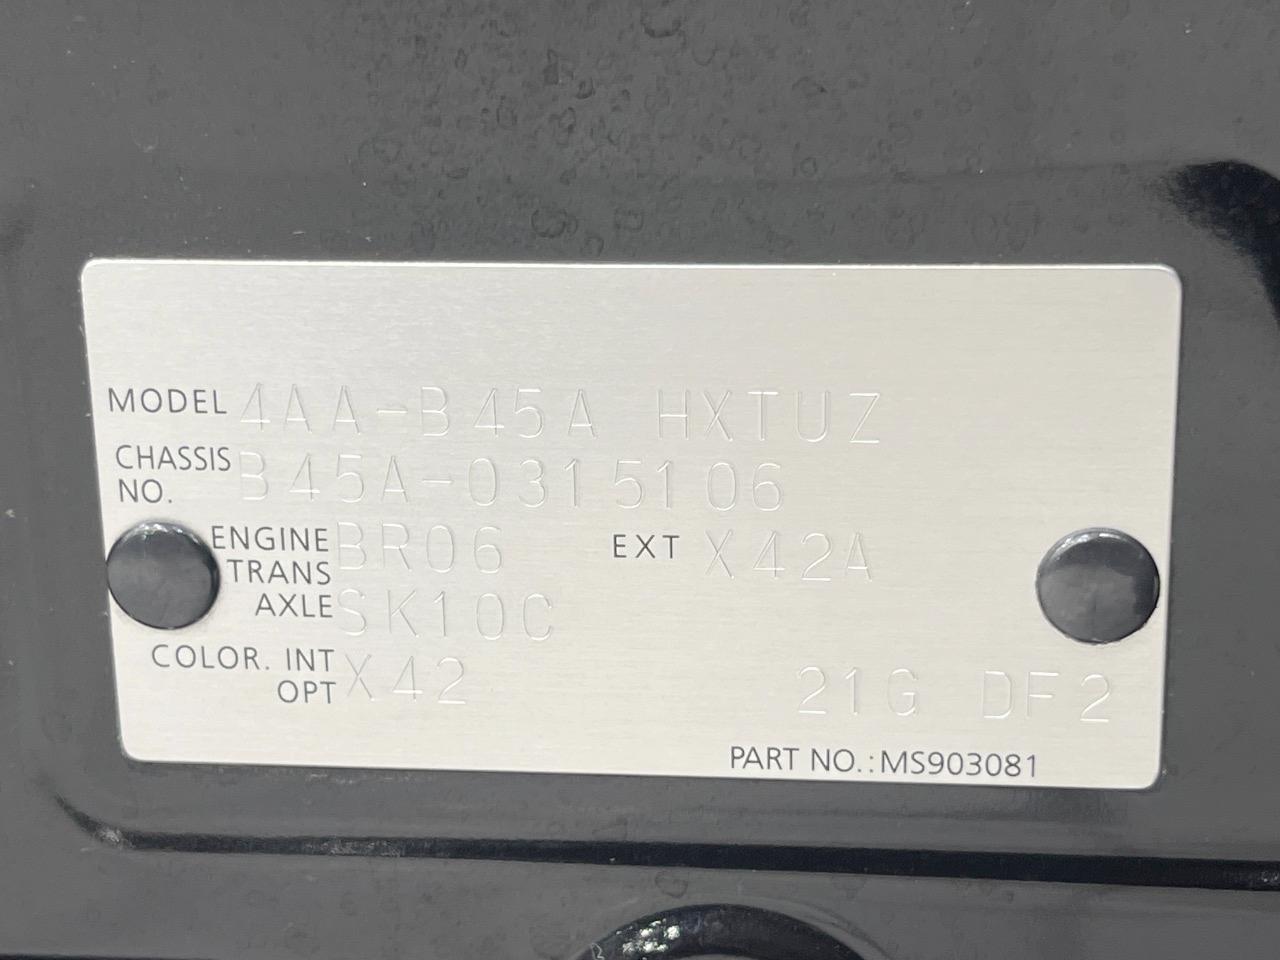 MODEL 4AA-B45A HXTUZ
CHASSIS NO. B45A-0315106
ENGINE BR06 EXT X42A
TRANS AXLE SK10C
COLOR. INT OPT X42 21G DF2
PART NO.:MS903081